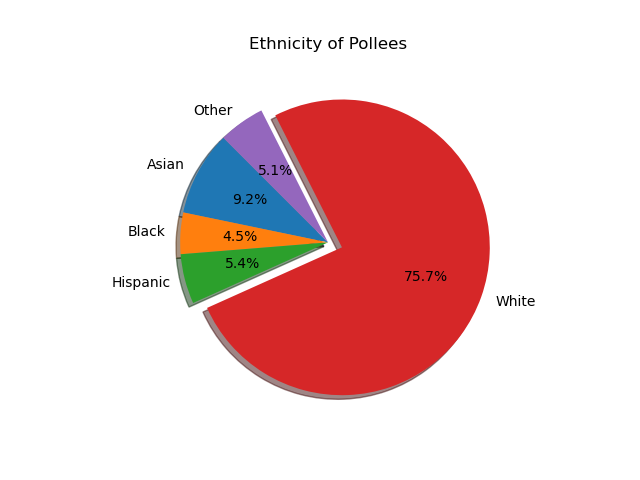 Ethnicity of Pollees
Other
5.1%
Asian
9.2%
Black
4.5%
Hispanic
5.4%
White
75.7%